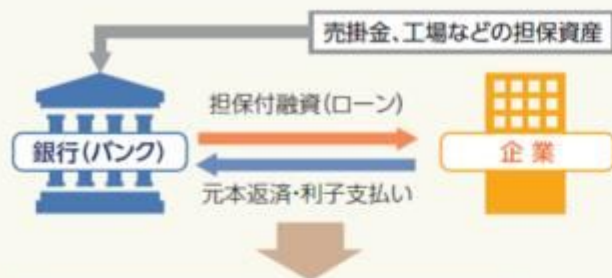 売掛金、工場などの担保資産
担保付融資(ローン)
銀行(バンク)
企業
元本返済・利子支払い